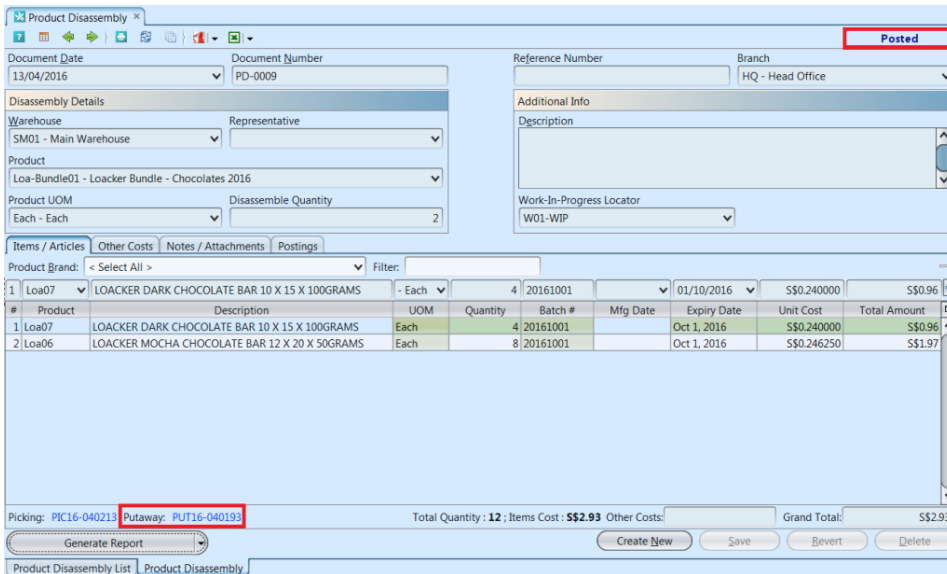 Product Disassembly
Posted
Document Date Document Number Reference Number Branch
13/04/2016 PD-0009 HQ - Head Office
Disassembly Details Additional Info
Warehouse Representative Description
SM01 - Main Warehouse
Product
Loa-Bundle01 - Loacker Bundle - Chocolates 2016
Product UOM Disassemble Quantity Work-In-Progress Locator
Each - Each 2 W01-WIP
Items / Articles Other Costs Notes / Attachments Postings
Product Brand: < Select All > Filter:
1 Loa07 LOACKER DARK CHOCOLATE BAR 10 X 15 X 100GRAMS - Each 4 20161001 01/10/2016 S$0.240000 S$0.96
# Product Description UOM Quantity Batch # Mfg Date Expiry Date Unit Cost Total Amount
1 Loa07 LOACKER DARK CHOCOLATE BAR 10 X 15 X 100GRAMS Each 4 20161001 Oct 1, 2016 S$0.240000 S$0.96
2 Loa06 LOACKER MOCHA CHOCOLATE BAR 12 X 20 X 50GRAMS Each 8 20161001 Oct 1, 2016 S$0.246250 S$1.97
Picking: PIC16-040213 Putaway: PUT16-040193 Total Quantity : 12 ; Items Cost : S$2.93 Other Costs: Grand Total: S$2.93
Generate Report Create New Save Revert Delete
Product Disassembly List Product Disassembly